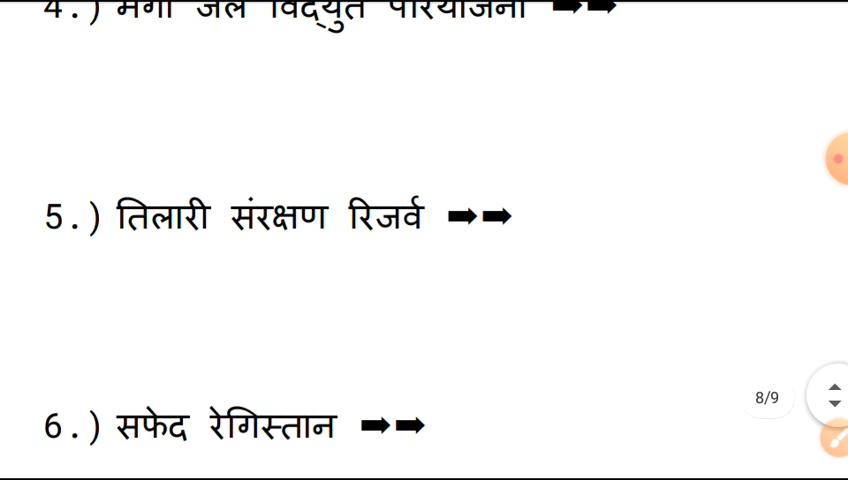 4.) मंगी जल विद्युत परियोजना ➡➡
5.) तिलारी संरक्षण रिजर्व ➡➡
8/9
6.) सफेद रेगिस्तान ➡➡